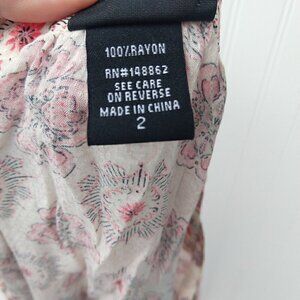 100% RAYON
RN#148862
SEE CARE
ON REVERSE
MADE IN CHINA
2